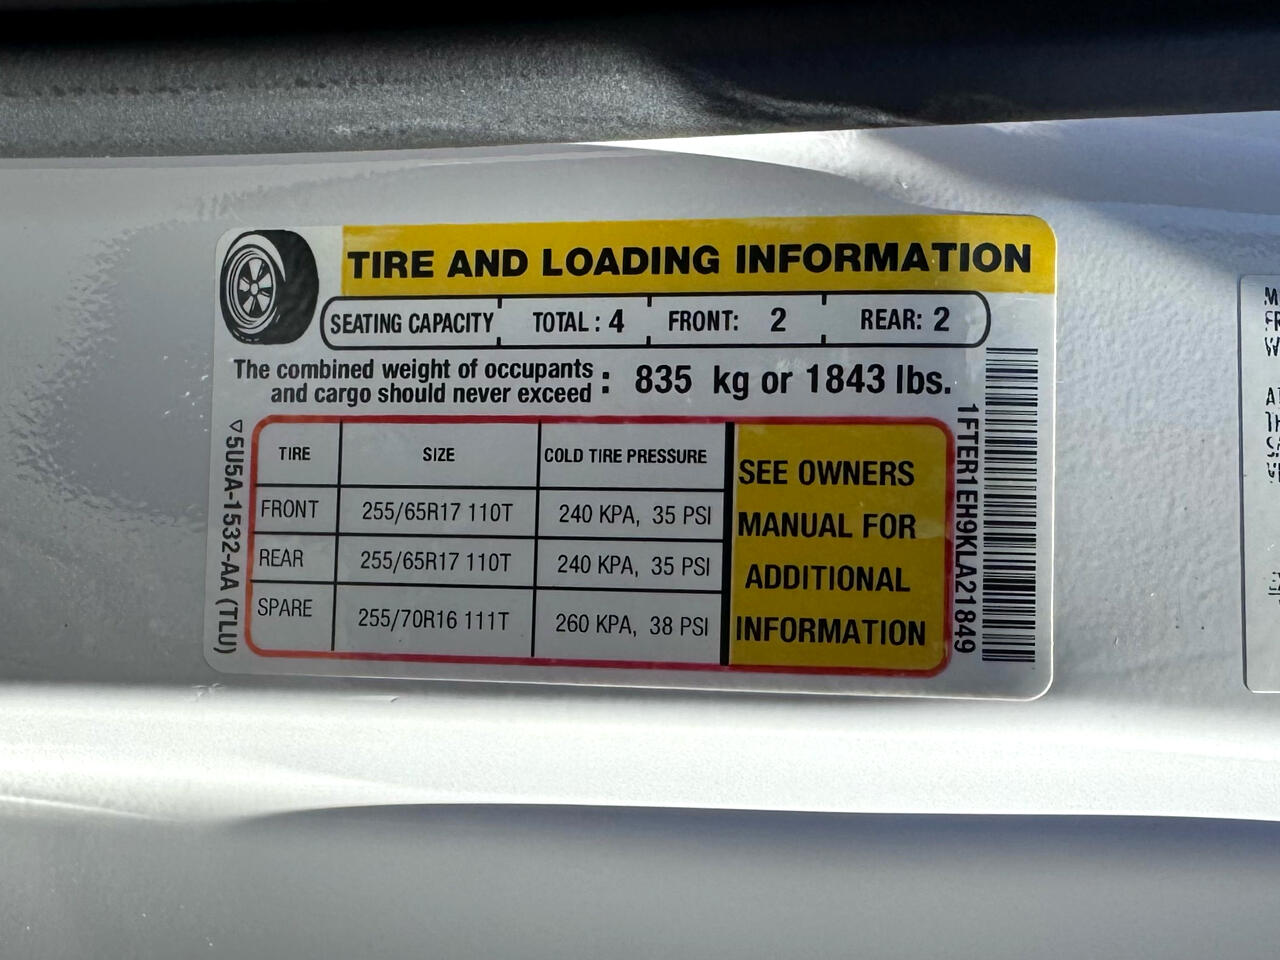 TIRE AND LOADING INFORMATION
SEATING CAPACITY TOTAL : 4 FRONT: 2 REAR: 2
The combined weight of occupants
and cargo should never exceed : 835 kg or 1843 lbs.
TIRE SIZE COLD TIRE PRESSURE
FRONT 255/65R17 110T 240 KPA, 35 PSI
REAR 255/65R17 110T 240 KPA, 35 PSI
SPARE 255/70R16 111T 260 KPA, 38 PSI
SEE OWNERS
MANUAL FOR
ADDITIONAL
INFORMATION
5U5A-1532-AA (TLU)
1FTER1EH9KLA21849